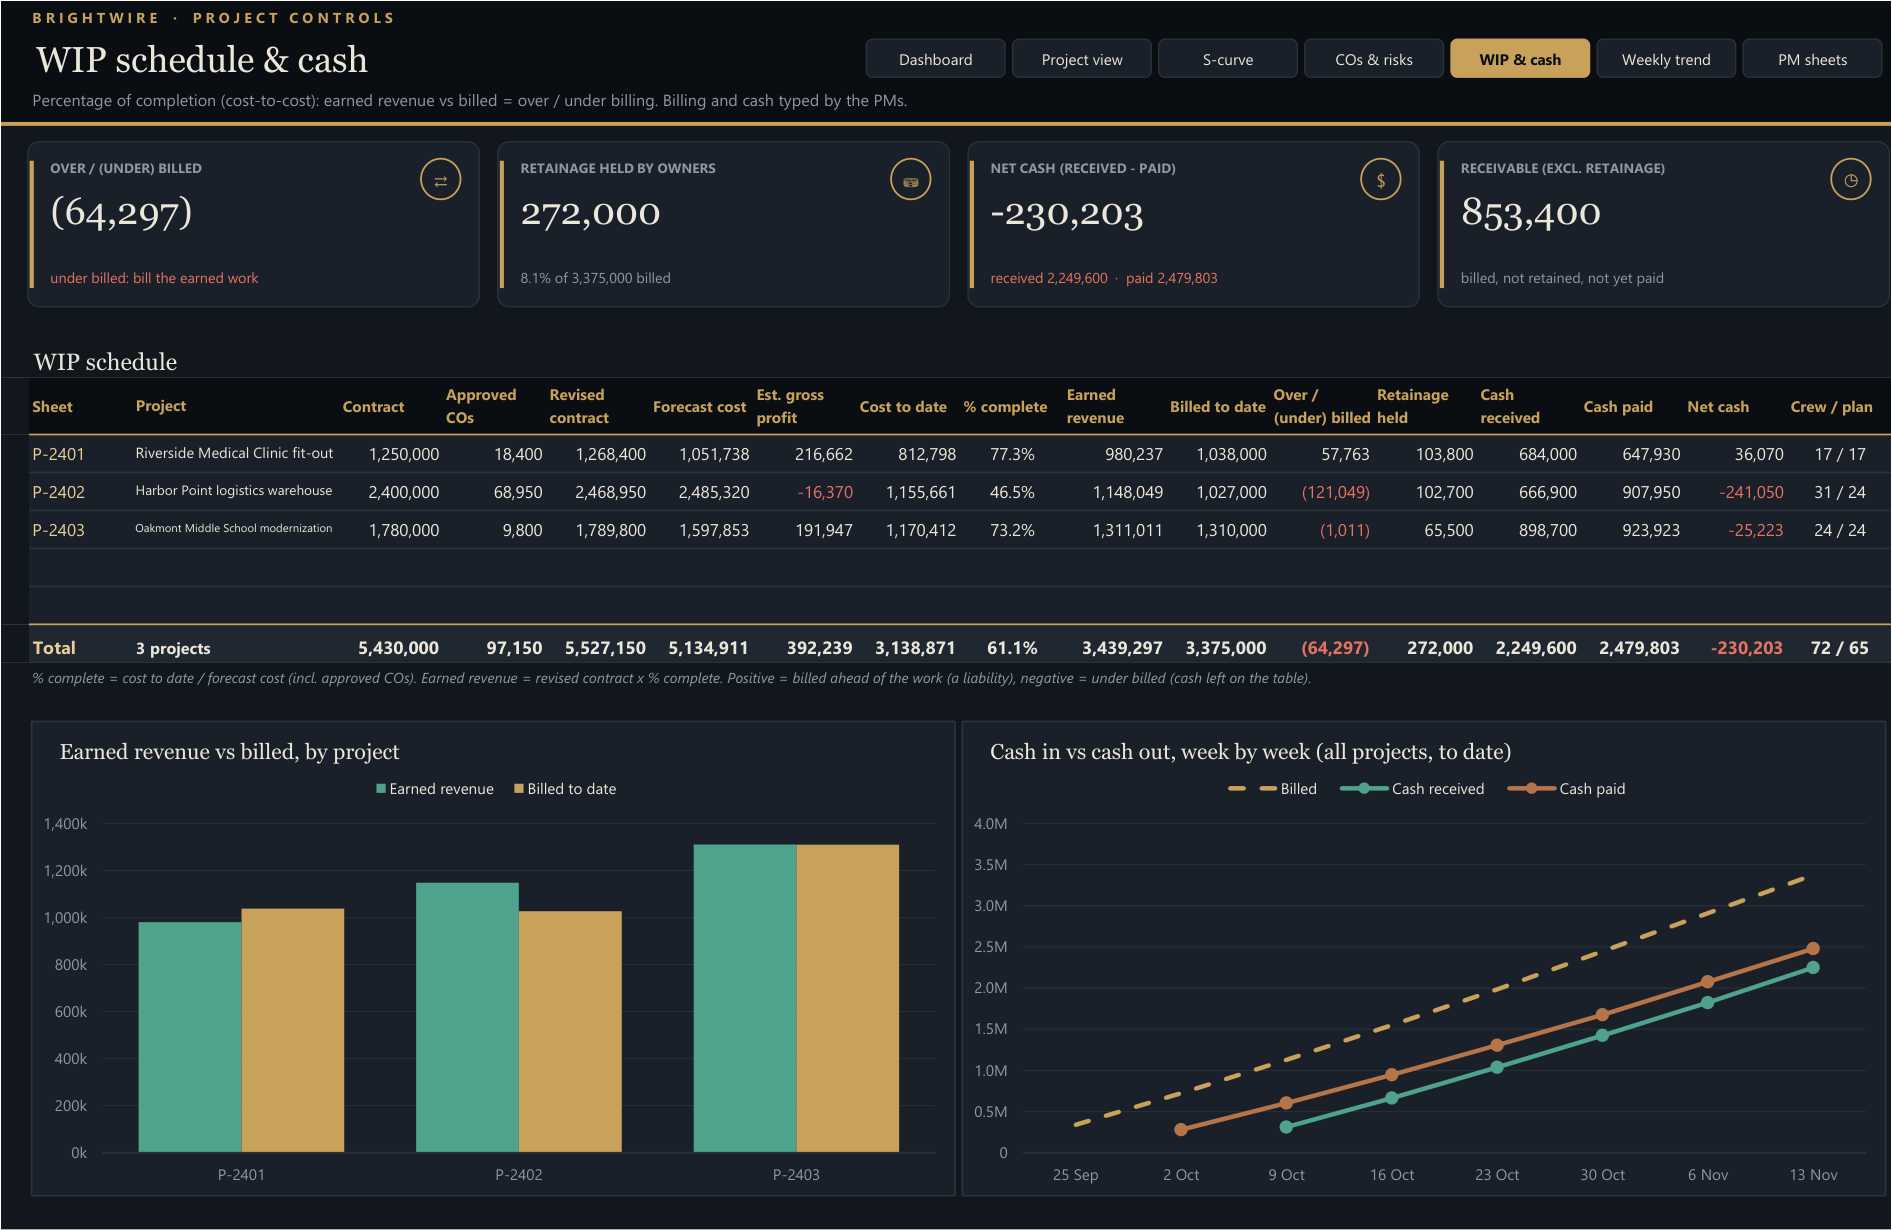 BRIGHTWIRE · PROJECT CONTROLS
WIP schedule & cash
Dashboard Project view S-curve COs & risks WIP & cash Weekly trend PM sheets
Percentage of completion (cost-to-cost): earned revenue vs billed = over / under billing. Billing and cash typed by the PMs.
OVER / (UNDER) BILLED
(64,297)
under billed: bill the earned work
RETAINAGE HELD BY OWNERS
272,000
8.1% of 3,375,000 billed
NET CASH (RECEIVED - PAID)
$
-230,203
received 2,249,600 · paid 2,479,803
RECEIVABLE (EXCL. RETAINAGE)
853,400
billed, not retained, not yet paid
WIP schedule
Sheet Project Contract Approved COs Revised contract Forecast cost Est. gross profit Cost to date % complete Earned revenue Billed to date Over / (under) billed Retainage held Cash received Cash paid Net cash Crew / plan
P-2401 Riverside Medical Clinic fit-out 1,250,000 18,400 1,268,400 1,051,738 216,662 812,798 77.3% 980,237 1,038,000 57,763 103,800 684,000 647,930 36,070 17 / 17
P-2402 Harbor Point logistics warehouse 2,400,000 68,950 2,468,950 2,485,320 -16,370 1,155,661 46.5% 1,148,049 1,027,000 (121,049) 102,700 666,900 907,950 -241,050 31 / 24
P-2403 Oakmont Middle School modernization 1,780,000 9,800 1,789,800 1,597,853 191,947 1,170,412 73.2% 1,311,011 1,310,000 (1,011) 65,500 898,700 923,923 -25,223 24 / 24
Total 3 projects 5,430,000 97,150 5,527,150 5,134,911 392,239 3,138,871 61.1% 3,439,297 3,375,000 (64,297) 272,000 2,249,600 2,479,803 -230,203 72 / 65
% complete = cost to date / forecast cost (incl. approved COs). Earned revenue = revised contract x % complete. Positive = billed ahead of the work (a liability), negative = under billed (cash left on the table).
Earned revenue vs billed, by project
Earned revenue Billed to date
1,400k
1,200k
1,000k
800k
600k
400k
200k
0k
P-2401 P-2402 P-2403
Cash in vs cash out, week by week (all projects, to date)
Billed Cash received Cash paid
4.0M
3.5M
3.0M
2.5M
2.0M
1.5M
1.0M
0.5M
0
25 Sep 2 Oct 9 Oct 16 Oct 23 Oct 30 Oct 6 Nov 13 Nov